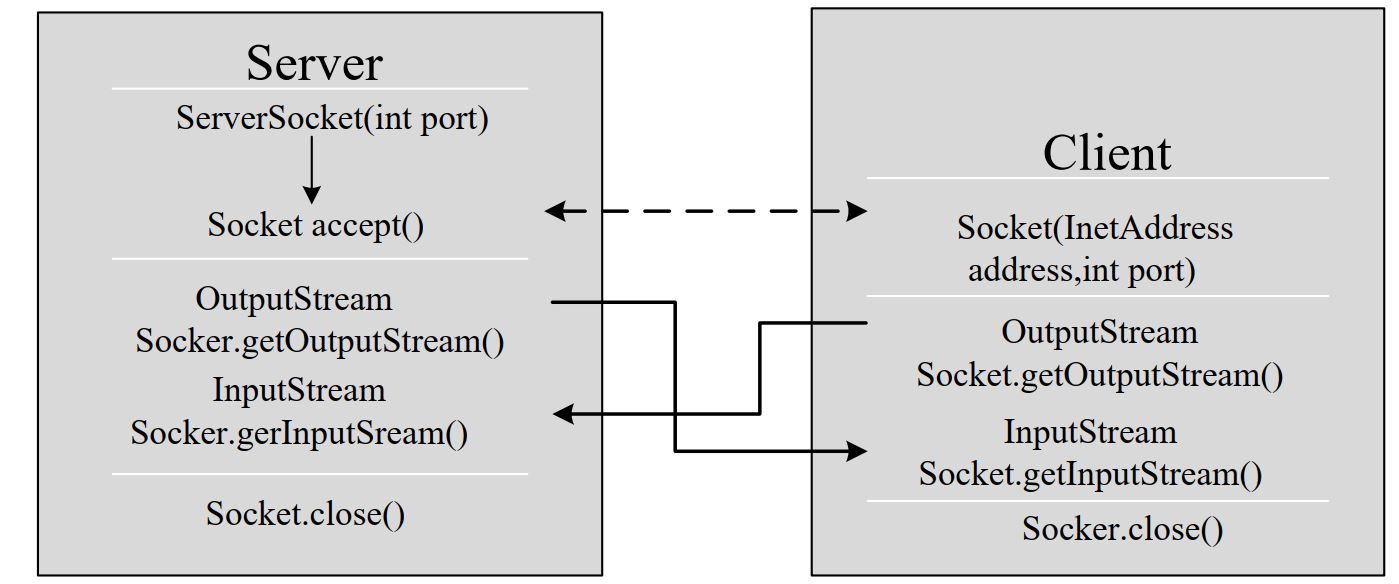 Server
ServerSocket(int port)
Socket accept()
OutputStream
Socker.getOutputStream()
InputStream
Socker.gerInputSream()
Socket.close()
Client
Socket(InetAddress
address,int port)
OutputStream
Socket.getOutputStream()
InputStream
Socket.getInputStream()
Socker.close()